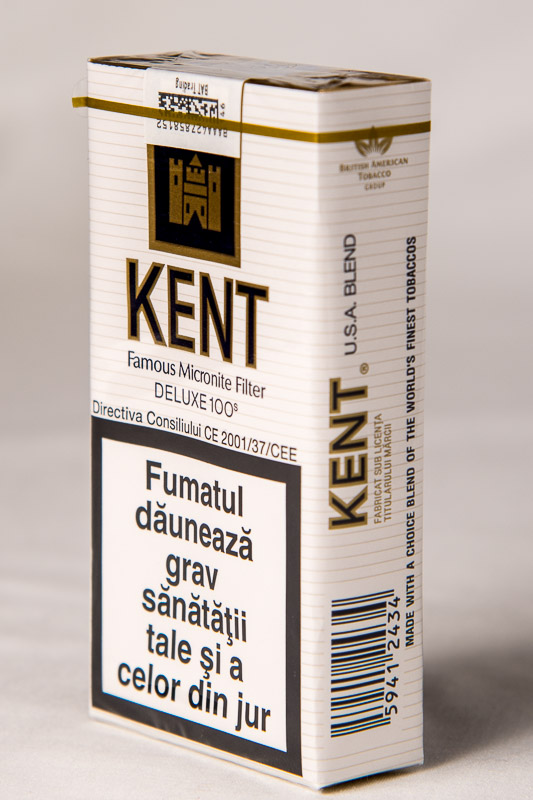 BAT Trading
BAAA27858152
KENT
Famous Micronite Filter
DELUXE 100s
Directiva Consiliului CE 2001/37/CEE
Fumatul
dăunează
grav
sănătăţii
tale şi a
celor din jur
BRITISH AMERICAN
TOBACCO
GROUP
KENT ® U.S.A. BLEND
FABRICAT SUB LICENŢA
TITULARULUI MĂRCII
MADE WITH A CHOICE BLEND OF THE WORLD'S FINEST TOBACCOS
5941 2434